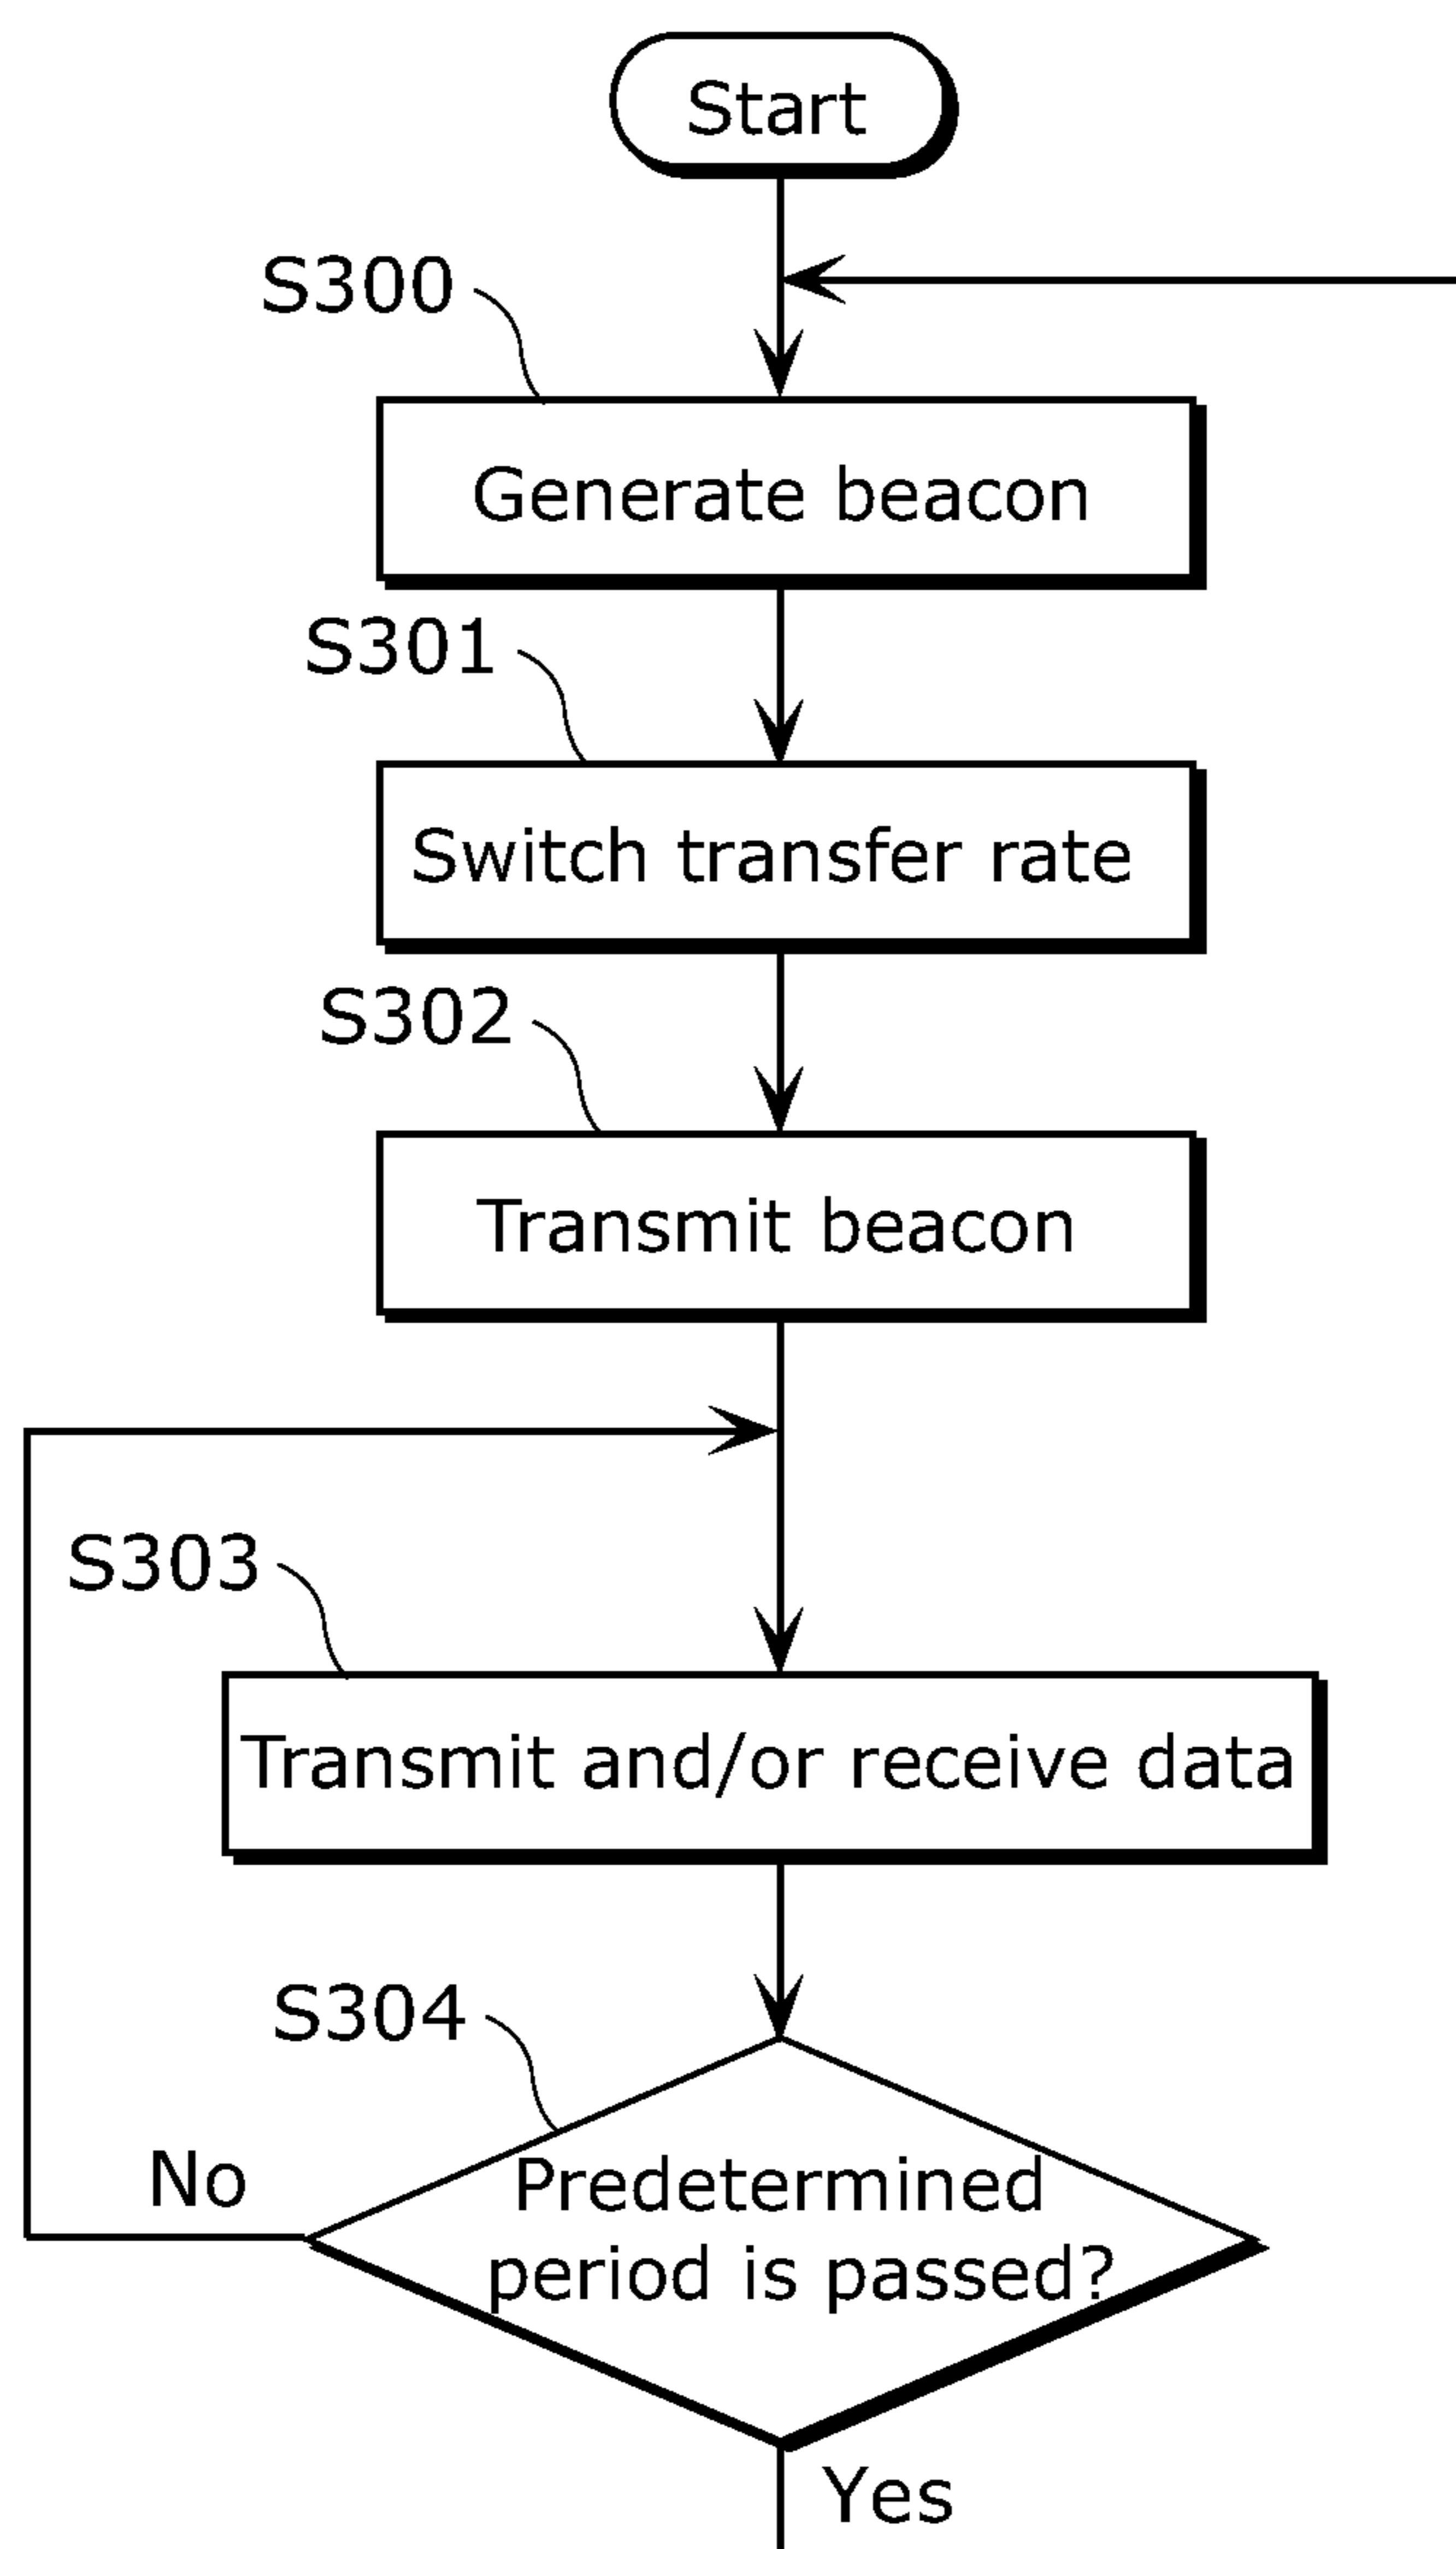 Start
S300
Generate beacon
S301
Switch transfer rate
S302
Transmit beacon
S303
Transmit and/or receive data
S304
No
Predetermined
period is passed?
Yes